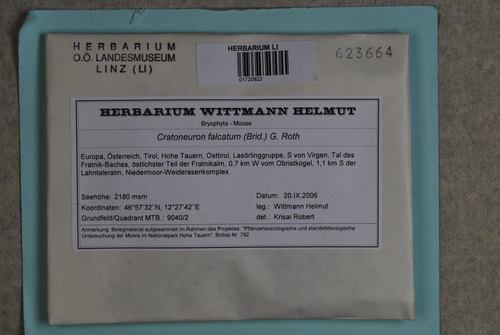 HERBARIUM
O.Ö. LANDESMUSEUM
LINZ (LI)
HERBARIUM LI
01720822
623664
HERBARIUM WITTMANN HELMUT
Bryophyta - Moose
Cratoneuron falcatum (Brid.) G. Roth
Europa, Österreich, Tirol, Hohe Tauern, Osttirol, Lasörlinggruppe, S von Virgen, Tal des
Fratnik-Baches, östlichster Teil der Fratnikalm, 0,7 km W vom Obristkogel, 1,1 km S der
Lahntaleralm, Niedermoor-Weiderasenkomplex
Seehöhe: 2180 msm
Datum: 20.IX.2006
Koordinaten: 46°57'32''N, 12°27'42''E
leg.: Wittmann Helmut
Grundfeld/Quadrant MTB.: 9040/2
det.: Krisai Robert
Anmerkung: Belegmaterial aufgesammelt im Rahmen des Projektes: "Pflanzensoziologische und standortökologische
Untersuchung der Moore im Nationalpark Hohe Tauern", Biotop Nr. 792